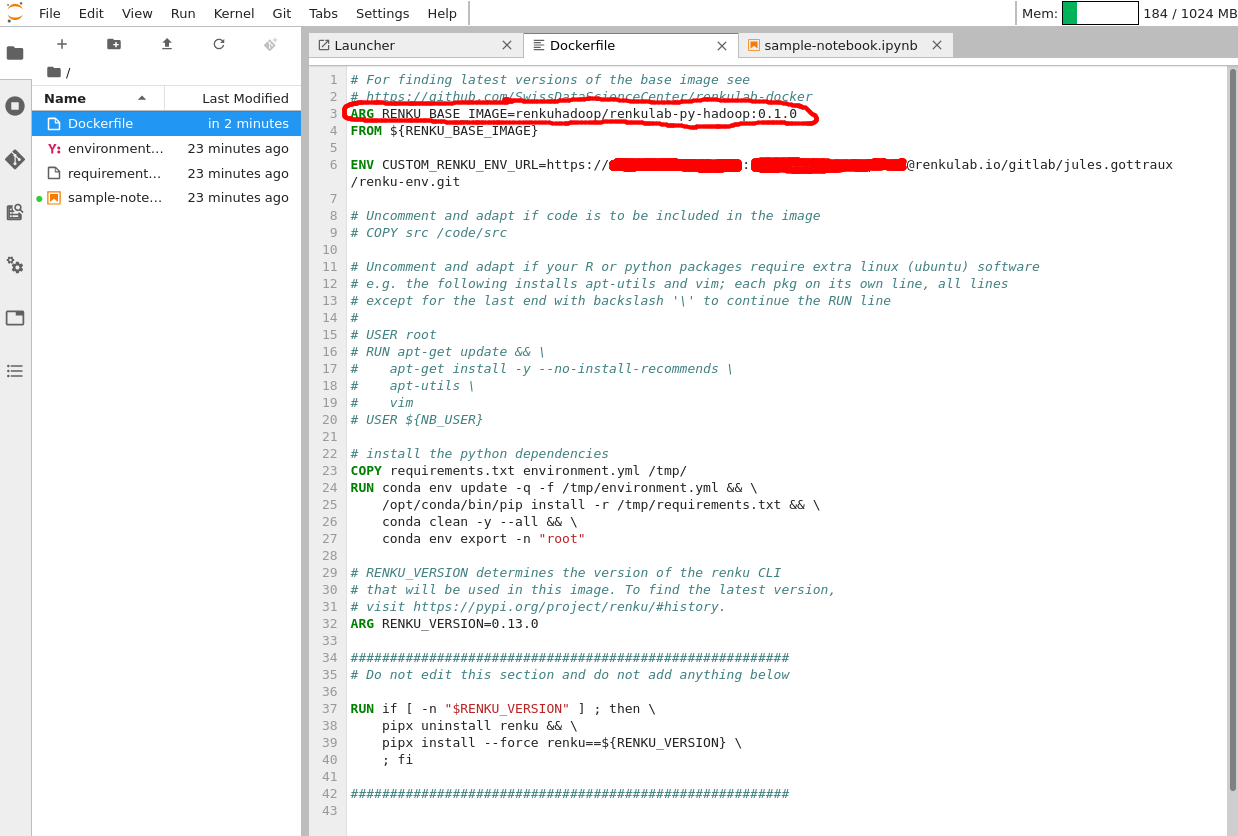 File Edit View Run Kernel Git Tabs Settings Help Mem: 184 / 1024 MB
/
Name Last Modified
Dockerfile in 2 minutes
environment... 23 minutes ago
requirement... 23 minutes ago
sample-note... 23 minutes ago
Launcher Dockerfile sample-notebook.ipynb
1 # For finding latest versions of the base image see
2 # https://github.com/SwissDataScienceCenter/renkulab-docker
3 ARG RENKU_BASE_IMAGE=renkuhadoop/renkulab-py-hadoop:0.1.0
4 FROM ${RENKU_BASE_IMAGE}
5
6 ENV CUSTOM_RENKU_ENV_URL=https:// : @renkulab.io/gitlab/jules.gottraux
/renku-env.git
7
8 # Uncomment and adapt if code is to be included in the image
9 # COPY src /code/src
10
11 # Uncomment and adapt if your R or python packages require extra linux (ubuntu) software
12 # e.g. the following installs apt-utils and vim; each pkg on its own line, all lines
13 # except for the last end with backslash '\' to continue the RUN line
14 #
15 # USER root
16 # RUN apt-get update && \
17 #    apt-get install -y --no-install-recommends \
18 #    apt-utils \
19 #    vim
20 # USER ${NB_USER}
21
22 # install the python dependencies
23 COPY requirements.txt environment.yml /tmp/
24 RUN conda env update -q -f /tmp/environment.yml && \
25     /opt/conda/bin/pip install -r /tmp/requirements.txt && \
26     conda clean -y --all && \
27     conda env export -n "root"
28
29 # RENKU_VERSION determines the version of the renku CLI
30 # that will be used in this image. To find the latest version,
31 # visit https://pypi.org/project/renku/#history.
32 ARG RENKU_VERSION=0.13.0
33
34 ########################################################
35 # Do not edit this section and do not add anything below
36
37 RUN if [ -n "$RENKU_VERSION" ] ; then \
38     pipx uninstall renku && \
39     pipx install --force renku==${RENKU_VERSION} \
40     ; fi
41
42 ########################################################
43